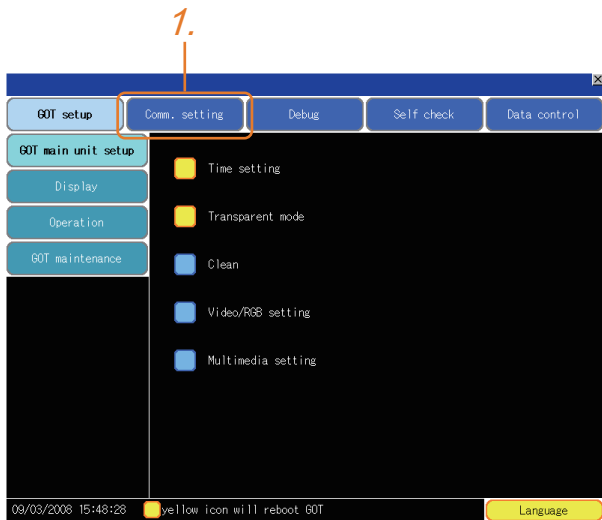 1.
×
GOT setup
Comm. setting
Debug
Self check
Data control
GOT main unit setup
Display
Operation
GOT maintenance
Time setting
Transparent mode
Clean
Video/RGB setting
Multimedia setting
09/03/2008 15:48:28
yellow icon will reboot GOT
Language